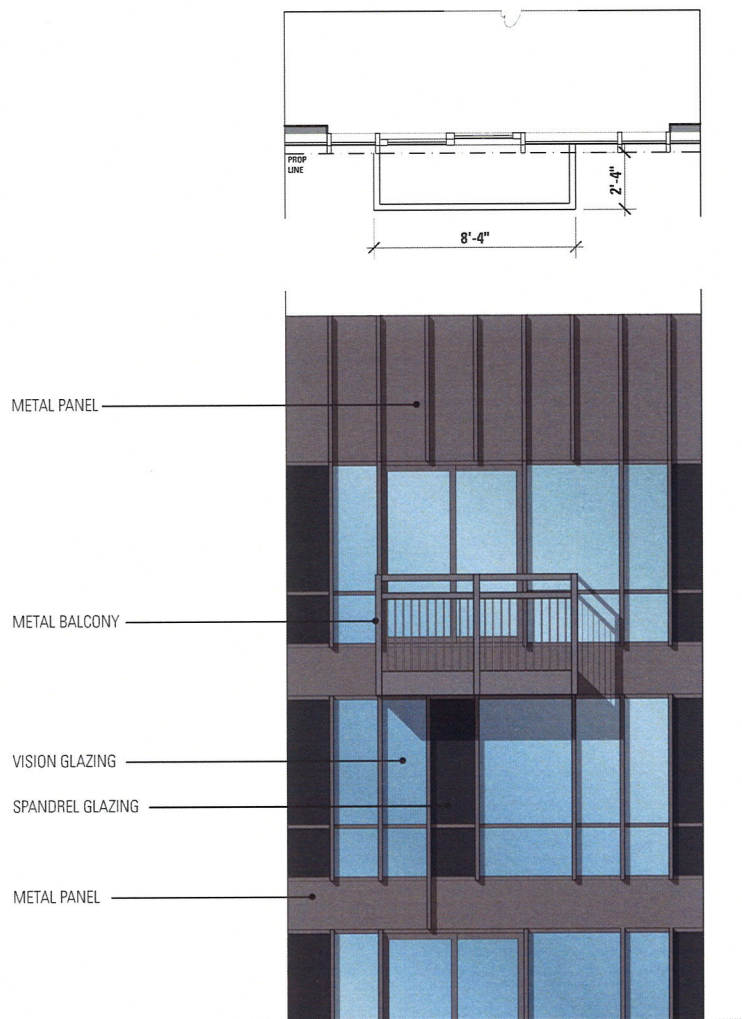 PROP
LINE
2'-4"
8'-4"
METAL PANEL
METAL BALCONY
VISION GLAZING
SPANDREL GLAZING
METAL PANEL